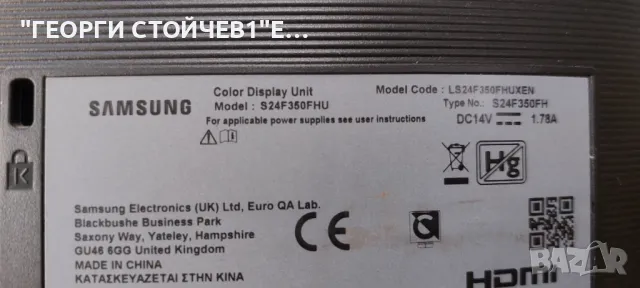 "ГЕОРГИ СТОЙЧЕВ1"Е...
SAMSUNG
Color Display Unit
Model : S24F350FHU
For applicable power supplies see user instructions
Model Code : LS24F350FHUXEN
Type No.: S24F350FH
DC14V 1.78A
Hg
K
Samsung Electronics (UK) Ltd, Euro QA Lab.
Blackbushe Business Park
Saxony Way, Yateley, Hampshire
GU46 6GG United Kingdom
MADE IN CHINA
ΚΑΤΑΣΚΕΥΑΖΕΤΑΙ ΣΤΗΝ ΚΙΝΑ
CE
HDMI
bazar